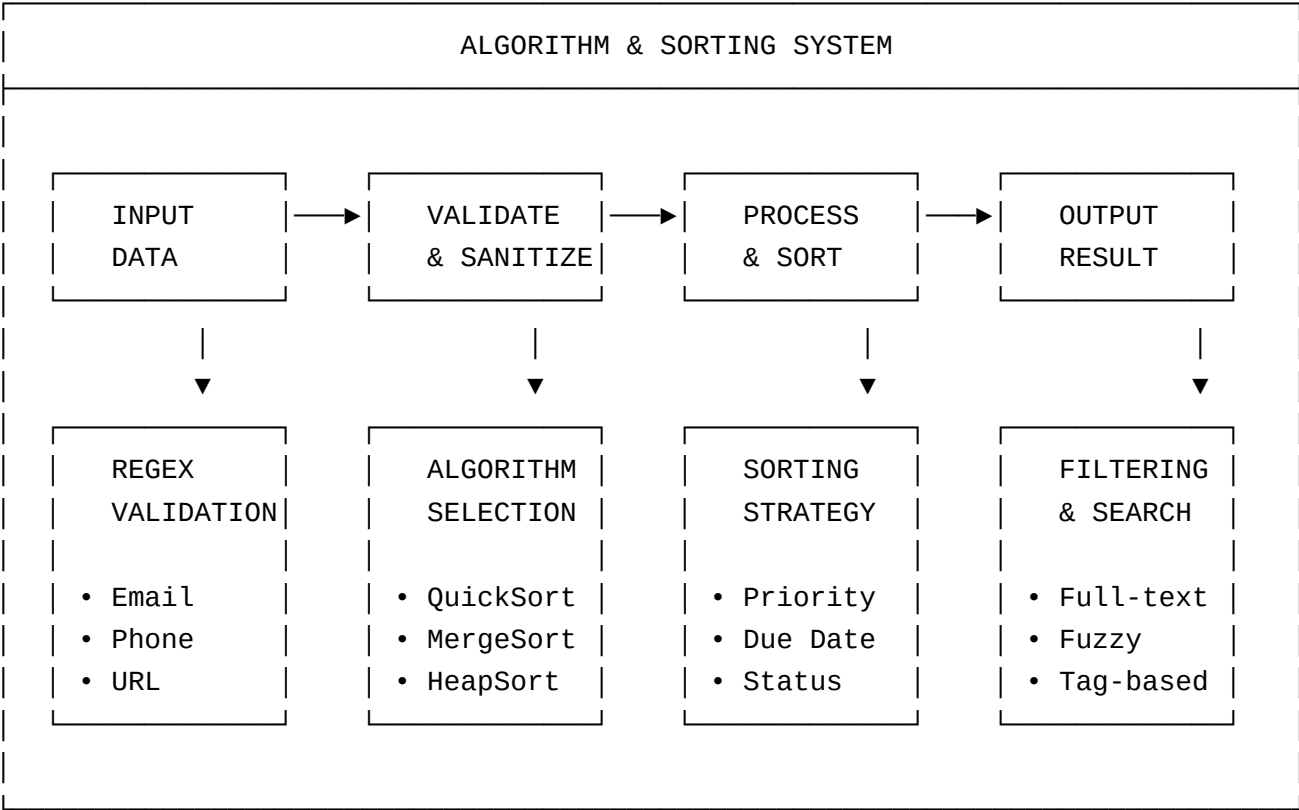 ALGORITHM & SORTING SYSTEM
INPUT DATA
VALIDATE & SANITIZE
PROCESS & SORT
OUTPUT RESULT
REGEX VALIDATION
• Email
• Phone
• URL
ALGORITHM SELECTION
• QuickSort
• MergeSort
• HeapSort
SORTING STRATEGY
• Priority
• Due Date
• Status
FILTERING & SEARCH
• Full-text
• Fuzzy
• Tag-based